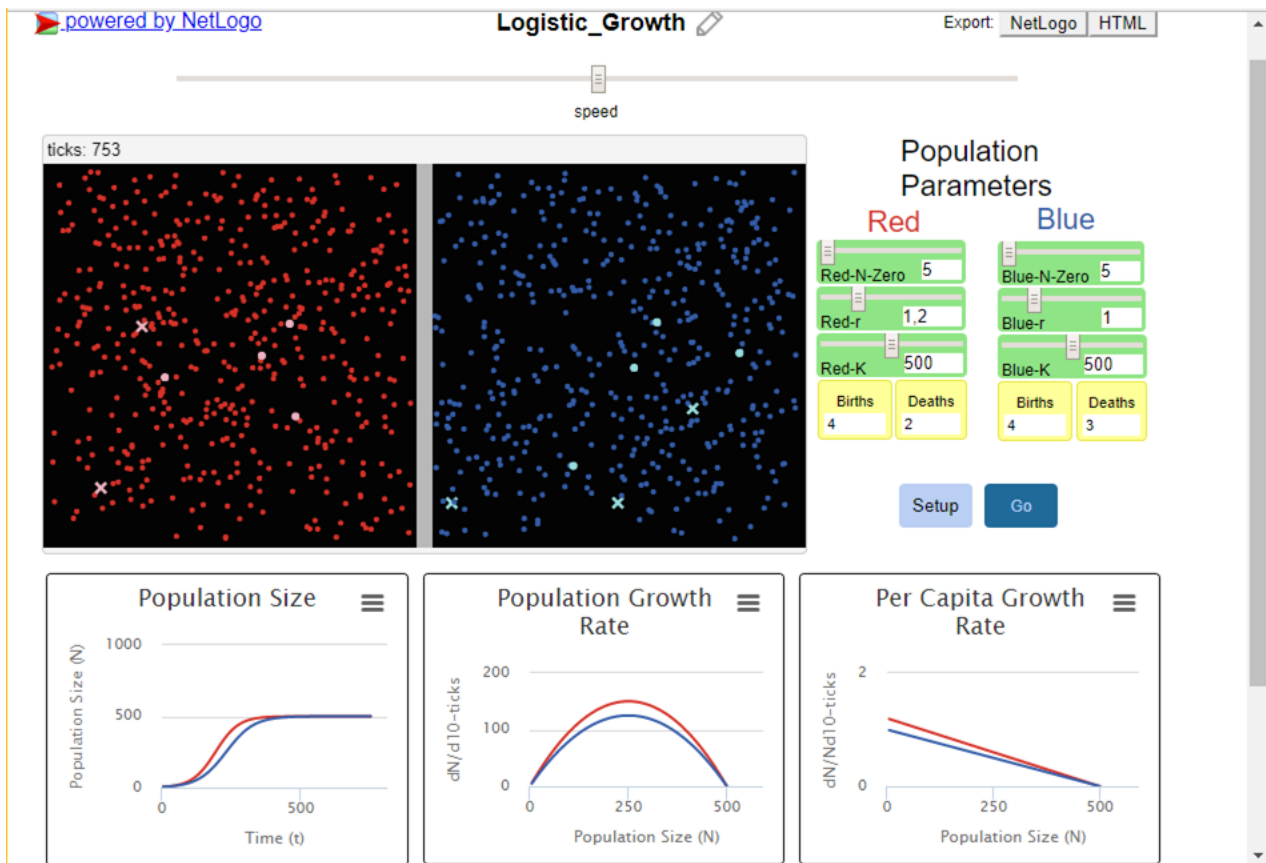 powered by NetLogo
Logistic_Growth
Export: NetLogo HTML
speed
ticks: 753
Population
Parameters
Red
Blue
Red-N-Zero 5
Blue-N-Zero 5
Red-r 1,2
Blue-r 1
Red-K 500
Blue-K 500
Births Deaths
4 2
Births Deaths
4 3
Setup Go
Population Size
Population Size (N)
1000
500
0
0 500
Time (t)
Population Growth
Rate
dN/d10-ticks
200
100
0
0 250 500
Population Size (N)
Per Capita Growth
Rate
dN/Nd10-ticks
2
0
0 250 500
Population Size (N)